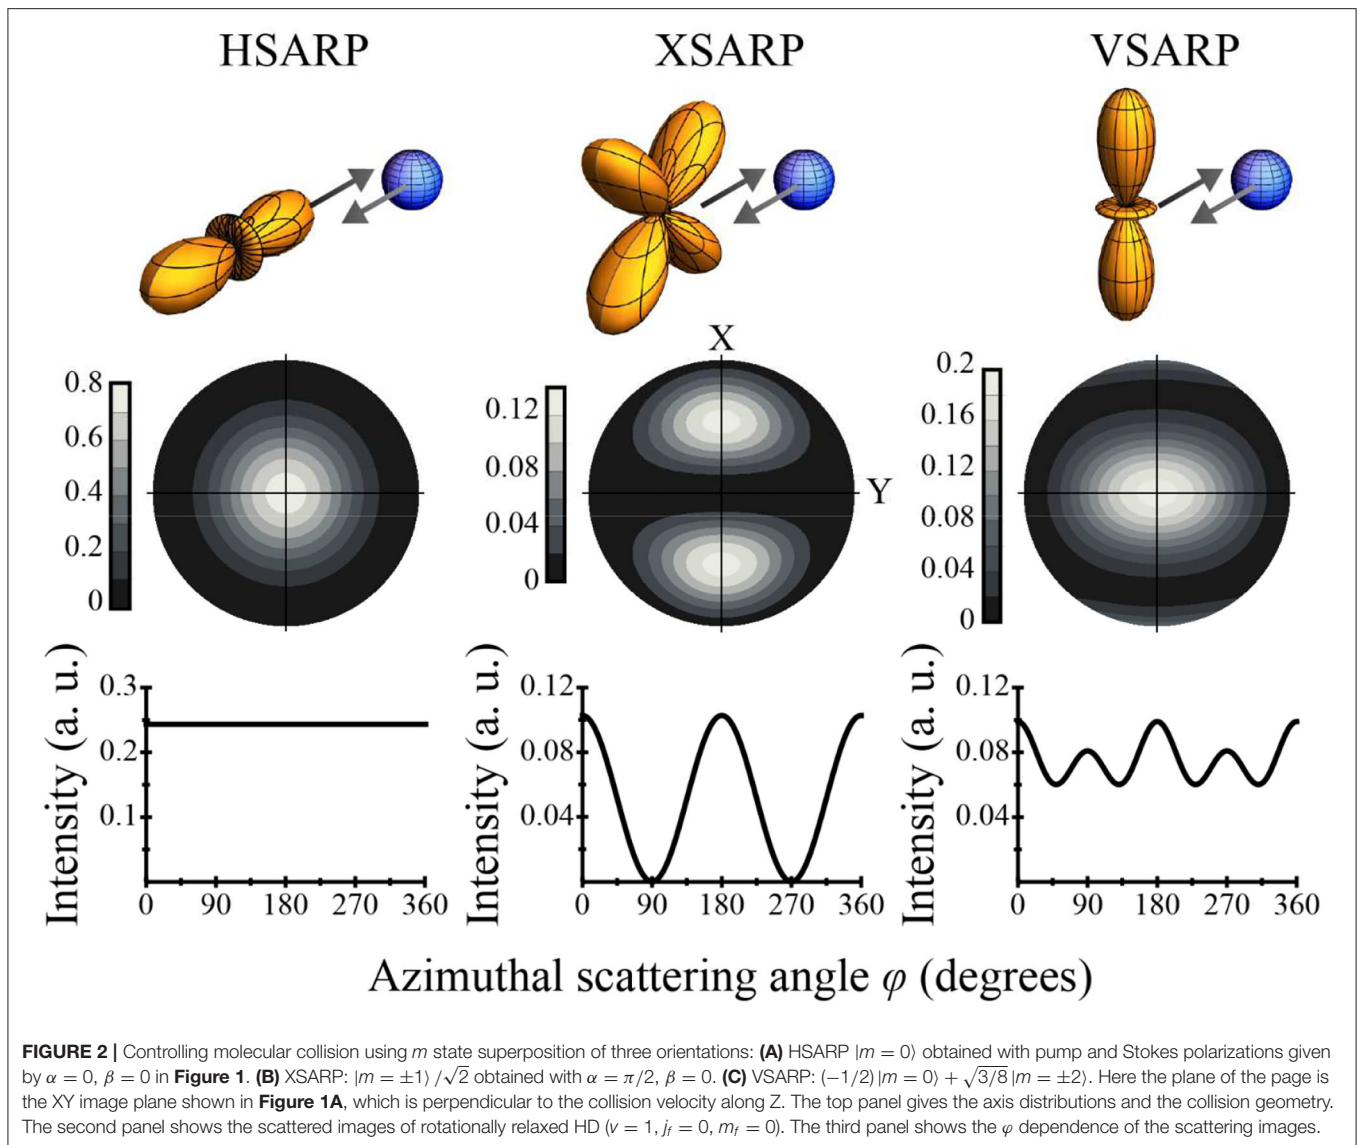 HSARP XSARP VSARP
X
0.8
0.6
0.4
0.2
0
0.12
0.08
0.04
0
Y
0.2
0.16
0.12
0.08
0.04
0
Intensity (a. u.)
0.3
0.2
0.1
0 90 180 270 360
Intensity (a. u.)
0.12
0.08
0.04
0 90 180 270 360
Intensity (a. u.)
0.12
0.08
0.04
0 90 180 270 360
Azimuthal scattering angle φ (degrees)
FIGURE 2 | Controlling molecular collision using m state superposition of three orientations: (A) HSARP |m = 0⟩ obtained with pump and Stokes polarizations given
by α = 0, β = 0 in Figure 1. (B) XSARP: |m = ±1⟩ /√2 obtained with α = π/2, β = 0. (C) VSARP: (−1/2) |m = 0⟩ + √3/8 |m = ±2⟩. Here the plane of the page is
the XY image plane shown in Figure 1A, which is perpendicular to the collision velocity along Z. The top panel gives the axis distributions and the collision geometry.
The second panel shows the scattered images of rotationally relaxed HD (v = 1, jf = 0, mf = 0). The third panel shows the φ dependence of the scattering images.